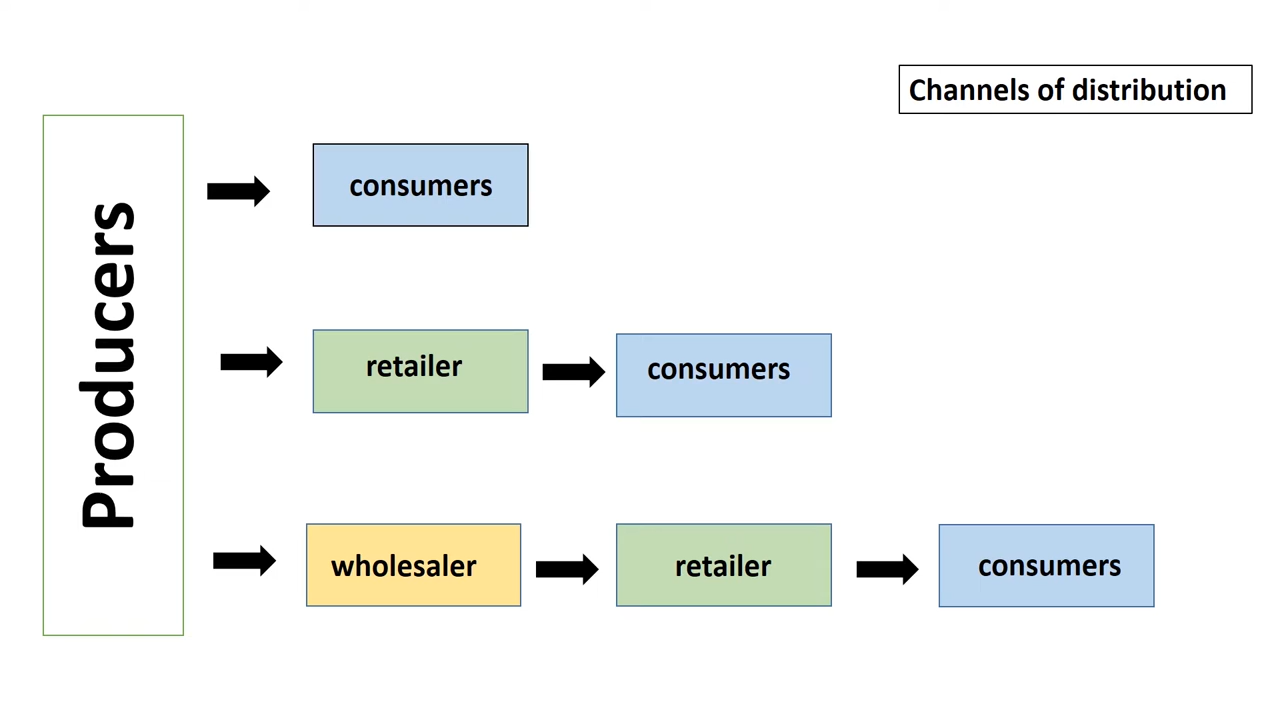 Channels of distribution
Producers
consumers
retailer
consumers
wholesaler
retailer
consumers